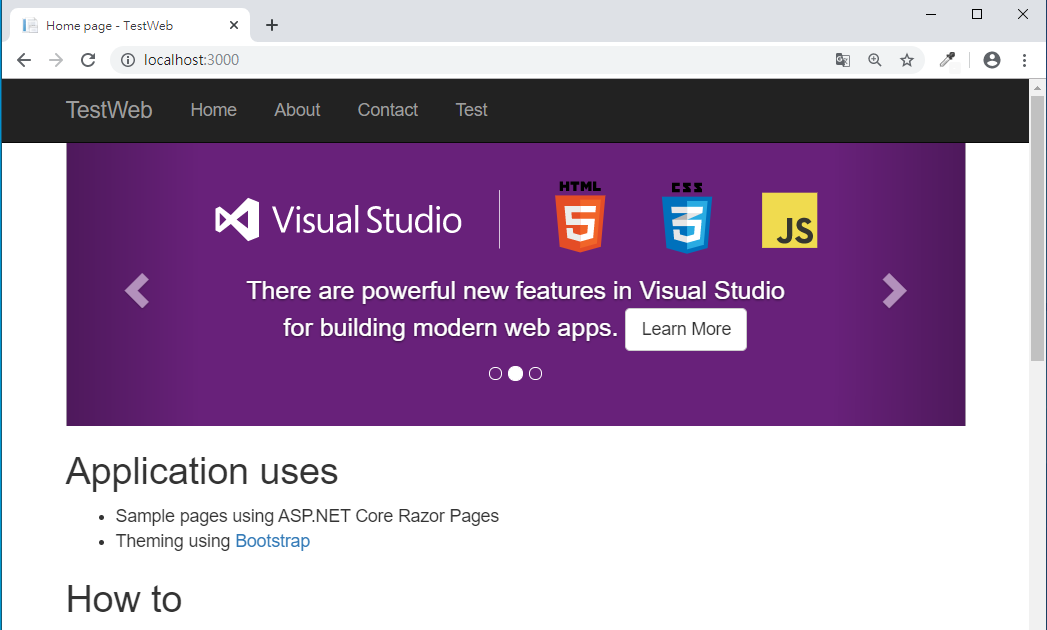 Home page - TestWeb
localhost:3000
TestWeb Home About Contact Test
Visual Studio
HTML
5
CSS
3
JS
There are powerful new features in Visual Studio
for building modern web apps. Learn More
Application uses
Sample pages using ASP.NET Core Razor Pages
Theming using Bootstrap
How to